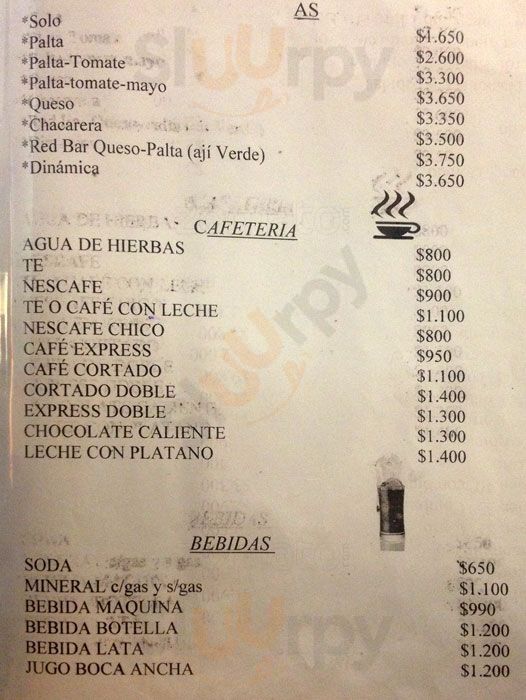 AS
*Solo $1.650
*Palta $2.600
*Palta-Tomate $3.300
*Palta-tomate-mayo $3.650
*Queso $3.350
*Chacarera $3.500
*Red Bar Queso-Palta (ají Verde) $3.750
*Dinámica $3.650
CAFETERIA
AGUA DE HIERBAS $800
TE $800
NESCAFE $900
TE O CAFÉ CON LECHE $1.100
NESCAFE CHICO $800
CAFÉ EXPRESS $950
CAFÉ CORTADO $1.100
CORTADO DOBLE $1.400
EXPRESS DOBLE $1.300
CHOCOLATE CALIENTE $1.300
LECHE CON PLATANO $1.400
BEBIDAS
SODA $650
MINERAL c/gas y s/gas $1.100
BEBIDA MAQUINA $990
BEBIDA BOTELLA $1.200
BEBIDA LATA $1.200
JUGO BOCA ANCHA $1.200
Sluurpy
Sluurpy
Sluurpy